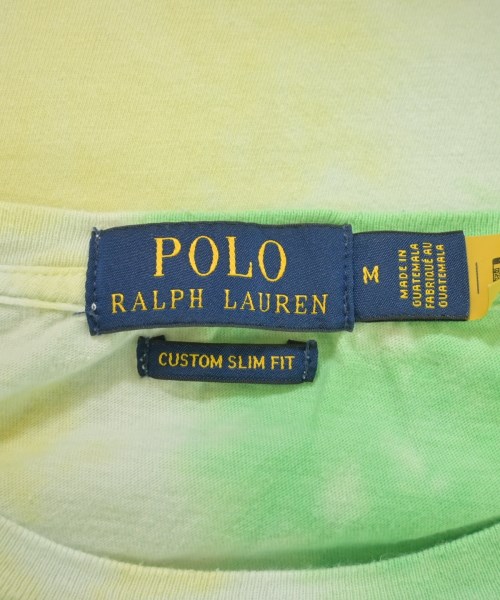 POLO
RALPH LAUREN
M
MADE IN
GUATEMALA
FABRIQUÉ AU
GUATEMALA
CUSTOM SLIM FIT